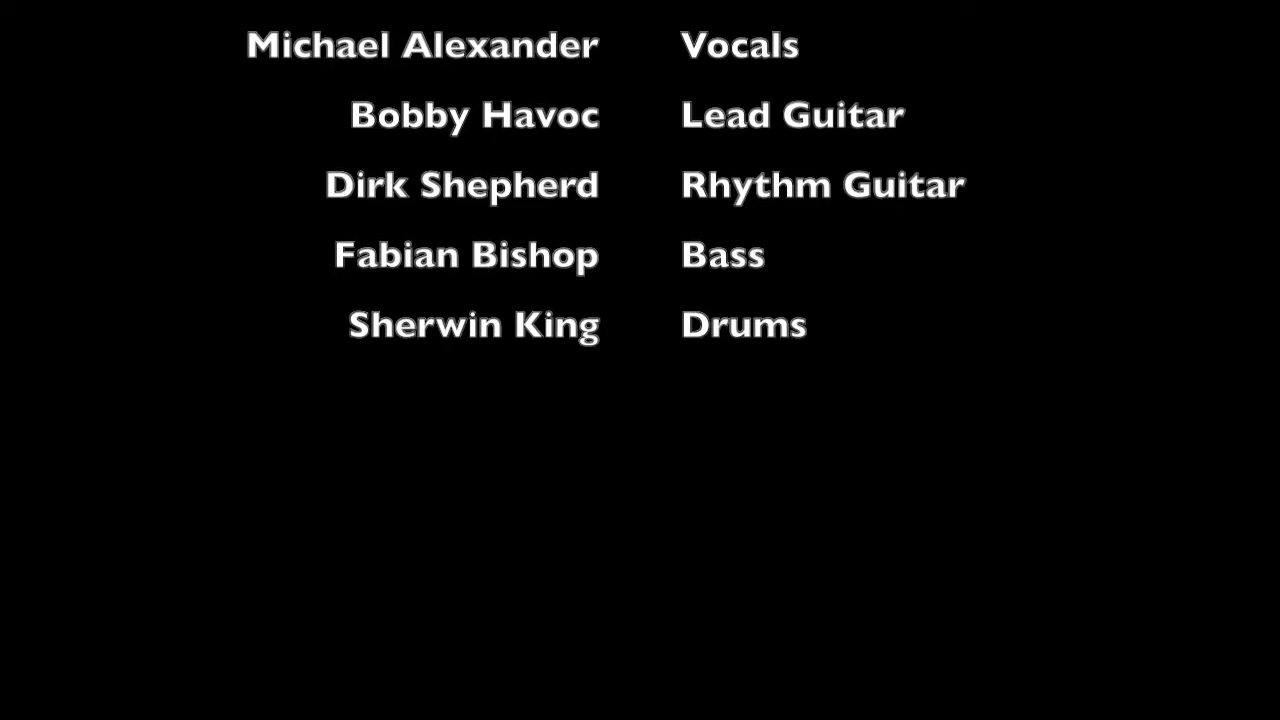 Michael Alexander Vocals
Bobby Havoc Lead Guitar
Dirk Shepherd Rhythm Guitar
Fabian Bishop Bass
Sherwin King Drums